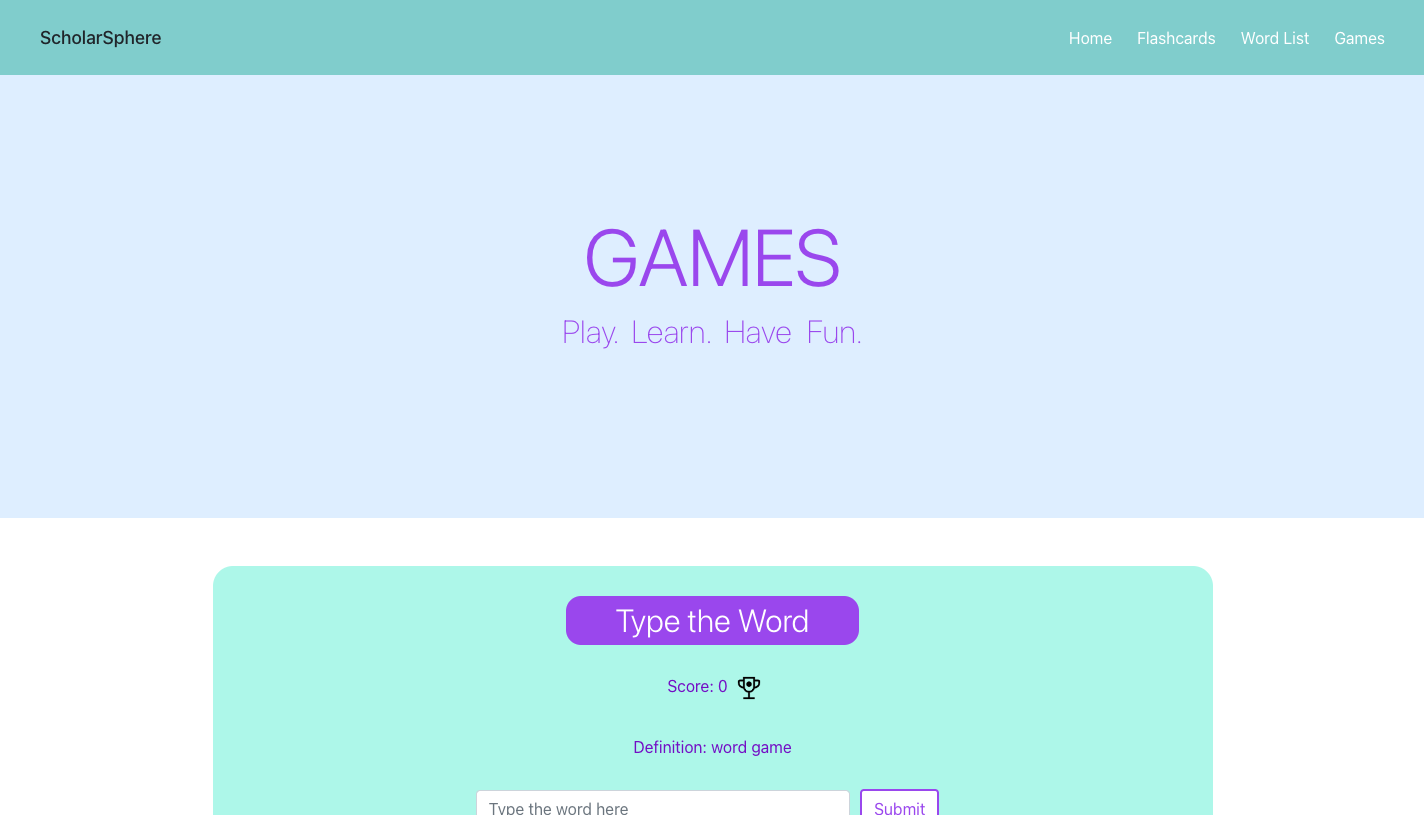 ScholarSphere
Home Flashcards Word List Games
GAMES
Play. Learn. Have Fun.
Type the Word
Score: 0
Definition: word game
Type the word here
Submit